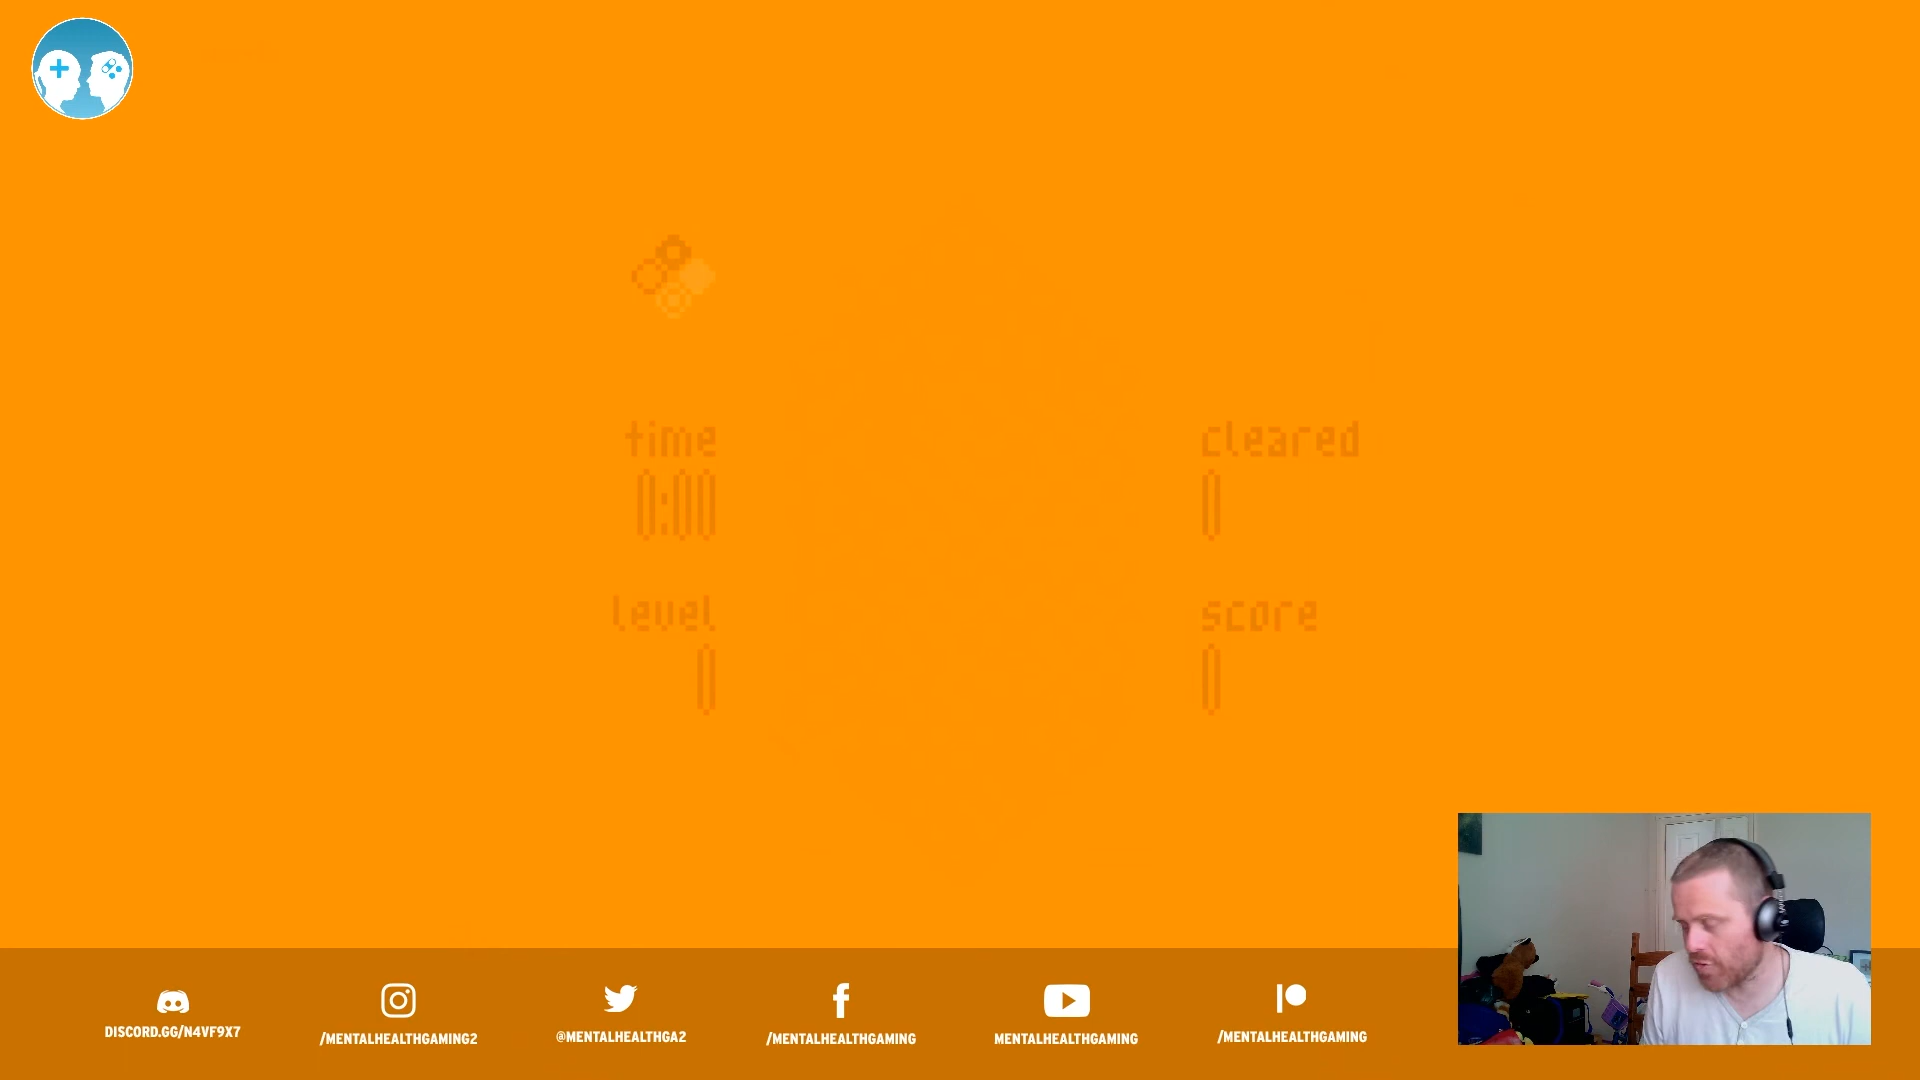 time
0:00
cleared
0
level
0
score
0
DISCORD.GG/N4VF9X7
/MENTALHEALTHGAMING2
@MENTALHEALTHGA2
/MENTALHEALTHGAMING
MENTALHEALTHGAMING
/MENTALHEALTHGAMING